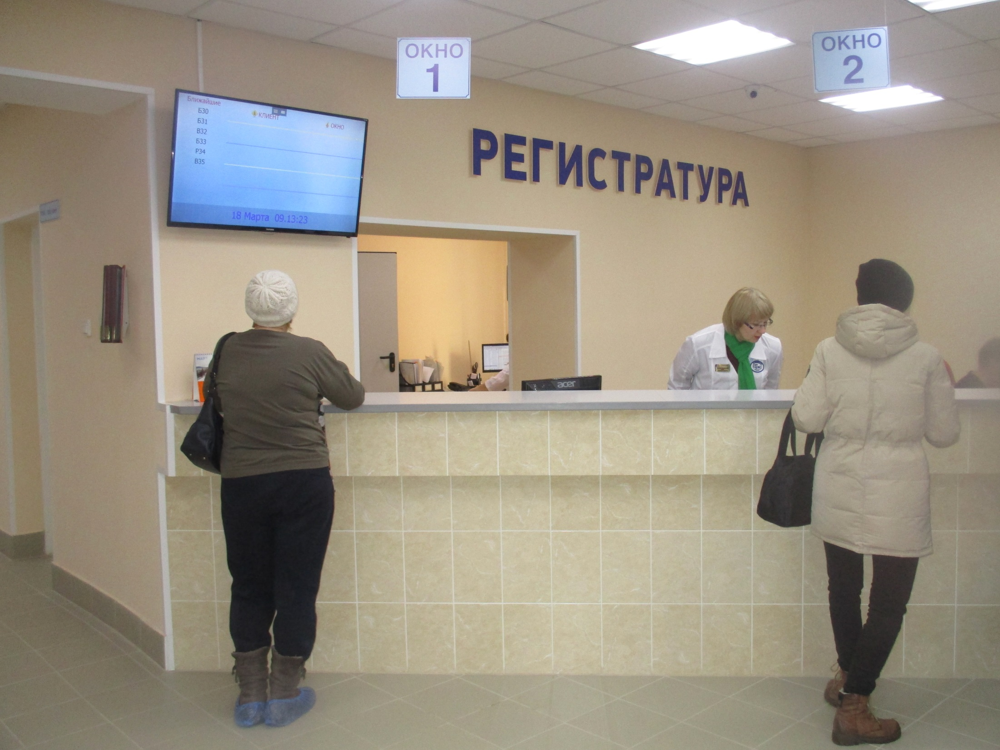 ОКНО
1
ОКНО
2
Ближайшие
Б30
Б31
В32
Б33
Р34
В35
КЛИЕНТ
ОКНО
18 Марта 09.13:23
РЕГИСТРАТУРА
МАРТ
acer